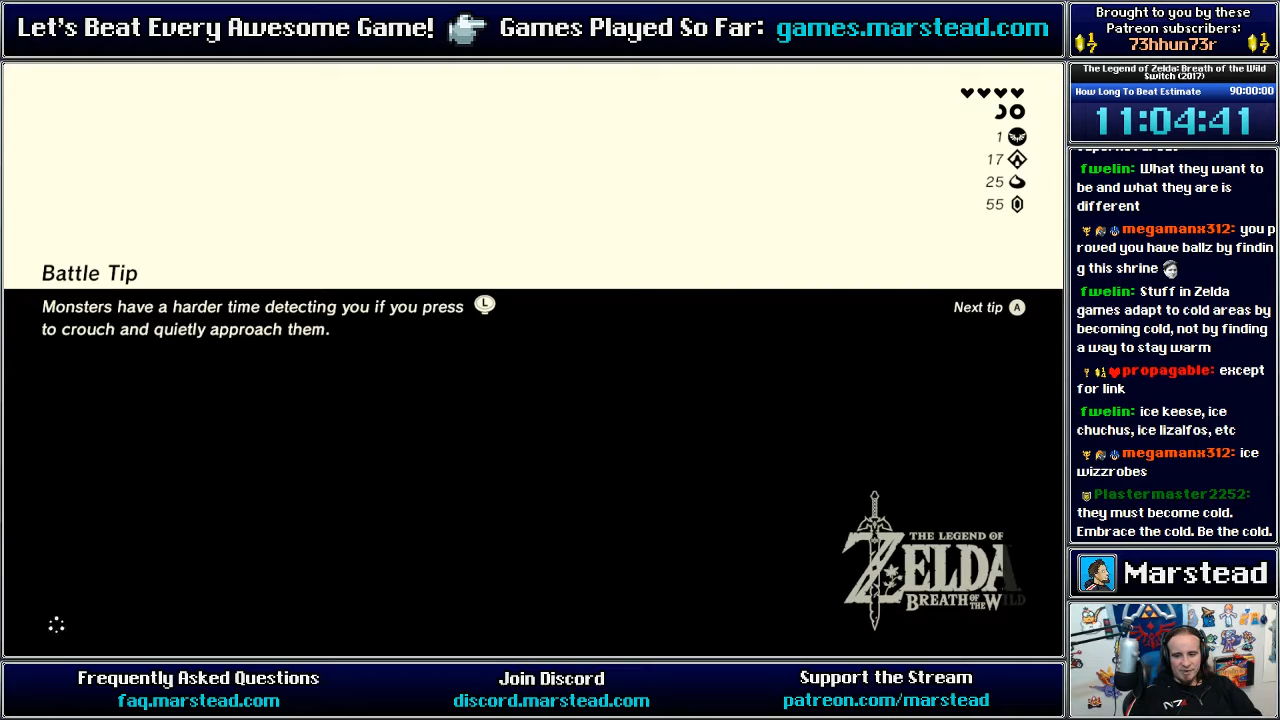 Let's Beat Every Awesome Game!
Games Played So Far: games.marstead.com
Brought to you by these
Patreon subscribers:
73hhun73r
The Legend of Zelda: Breath of the Wild
Switch (2017)
How Long To Beat Estimate 90:00:00
11:04:41
1
17
25
55
Battle Tip
Monsters have a harder time detecting you if you press L
to crouch and quietly approach them.
Next tip A
THE LEGEND OF
ZELDA
BREATH OF THE WILD
fwelin: What they want to
be and what they are is
different
megamanx312: you p
roved you have ballz by findin
g this shrine
fwelin: Stuff in Zelda
games adapt to cold areas by
becoming cold, not by finding
a way to stay warm
propagable: except
for link
fwelin: ice keese, ice
chuchus, ice lizalfos, etc
megamanx312: ice
wizzrobes
Plastermaster2252:
they must become cold.
Embrace the cold. Be the cold.
Marstead
Frequently Asked Questions
faq.marstead.com
Join Discord
discord.marstead.com
Support the Stream
patreon.com/marstead